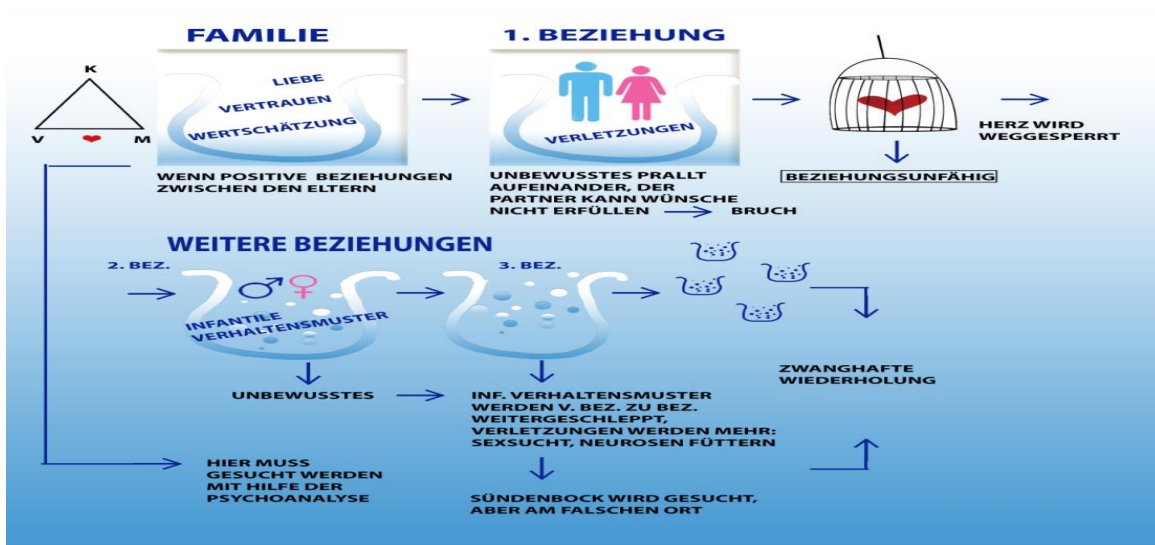 FAMILIE
K
V
M
LIEBE
VERTRAUEN
WERTSCHÄTZUNG
WENN POSITIVE BEZIEHUNGEN
ZWISCHEN DEN ELTERN
1. BEZIEHUNG
VERLETZUNGEN
UNBEWUSSTES PRALLT
AUFEINANDER, DER
PARTNER KANN WÜNSCHE
NICHT ERFÜLLEN
BRUCH
HERZ WIRD
WEGGESPERRT
BEZIEHUNGSUNFÄHIG
WEITERE BEZIEHUNGEN
2. BEZ.
INFANTILE
VERHALTENSMUSTER
UNBEWUSSTES
3. BEZ.
INF. VERHALTENSMUSTER
WERDEN V. BEZ. ZU BEZ.
WEITERGESCHLEPPT,
VERLETZUNGEN WERDEN MEHR:
SEXSUCHT, NEUROSEN FÜTTERN
ZWANGHAFTE
WIEDERHOLUNG
HIER MUSS
GESUCHT WERDEN
MIT HILFE DER
PSYCHOANALYSE
SÜNDENBOCK WIRD GESUCHT,
ABER AM FALSCHEN ORT